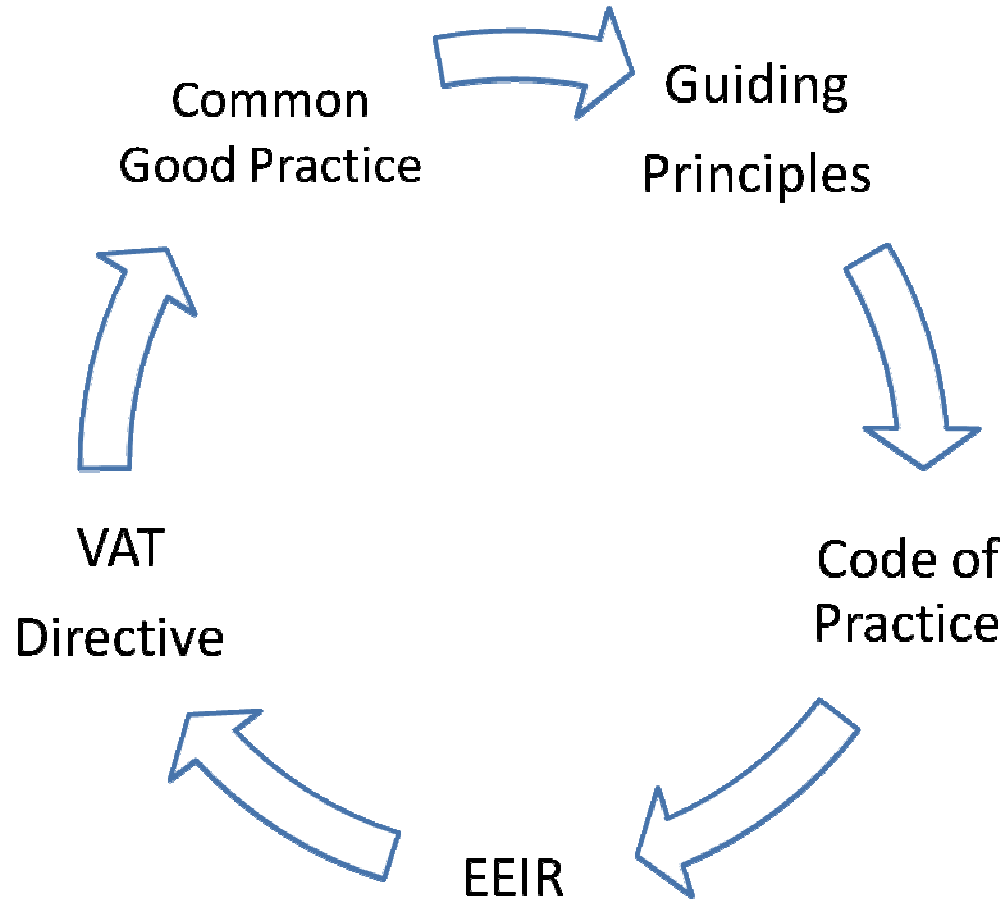 Common
Good Practice
Guiding
Principles
Code of
Practice
EEIR
VAT
Directive